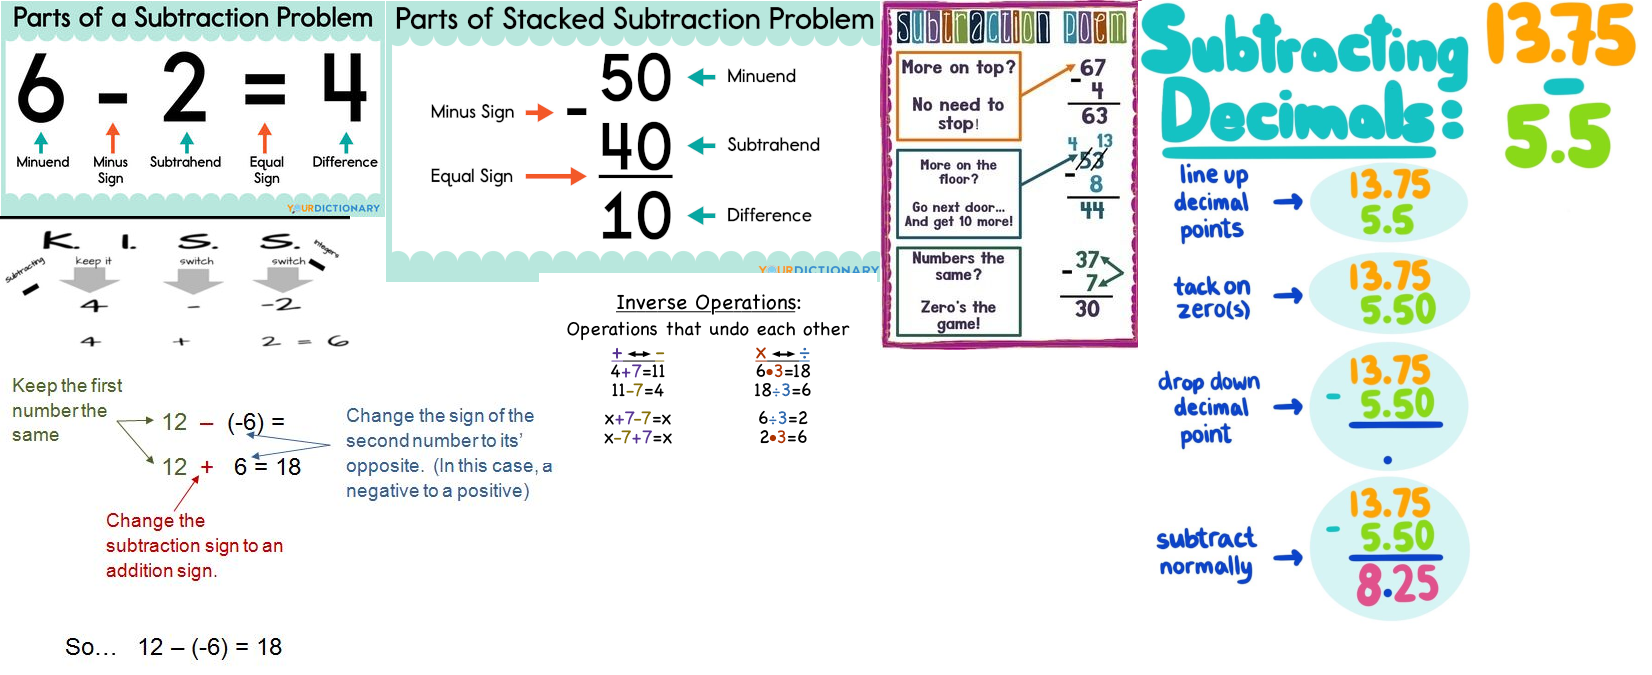 Parts of a Subtraction Problem
6 - 2 = 4
Minuend
Minus
Sign
Subtrahend
Equal
Sign
Difference
YOURDICTIONARY
Parts of Stacked Subtraction Problem
50
Minuend
Minus Sign
-
40
Subtrahend
Equal Sign
10
Difference
YOURDICTIONARY
subtraction poem
More on top?
No need to
stop!
67
- 4
63
More on the
floor?
Go next door...
And get 10 more!
4 13
53
- 8
44
Numbers the
same?
Zero's the
game!
- 37
7
30
Subtracting
Decimals:
13.75
-
5.5
line up
decimal
points
13.75
5.5
tack on
zero(s)
13.75
5.50
drop down
decimal
point
13.75
- 5.50
.
subtract
normally
13.75
- 5.50
8.25
K. I. S. S.
subtracting
integers
keep it
switch
switch
4 - -2
4 + 2 = 6
Keep the first
number the
same
12 – (-6) =
12 + 6 = 18
Change the sign of the
second number to its’
opposite. (In this case, a
negative to a positive)
Change the
subtraction sign to an
addition sign.
So… 12 – (-6) = 18
Inverse Operations:
Operations that undo each other
+ ↔ −
4+7=11
11−7=4
x+7−7=x
x−7+7=x
x ↔ ÷
6•3=18
18÷3=6
6÷3=2
2•3=6